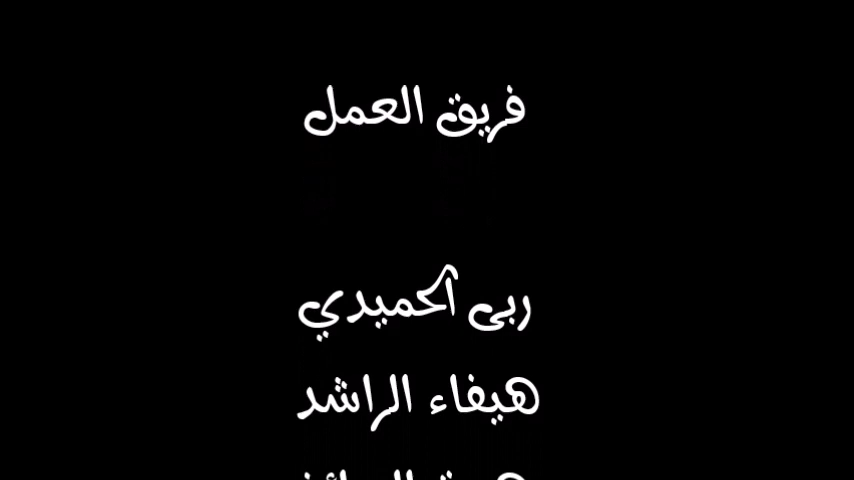 فريق العمل
ربى الحميدي
هيفاء الراشد